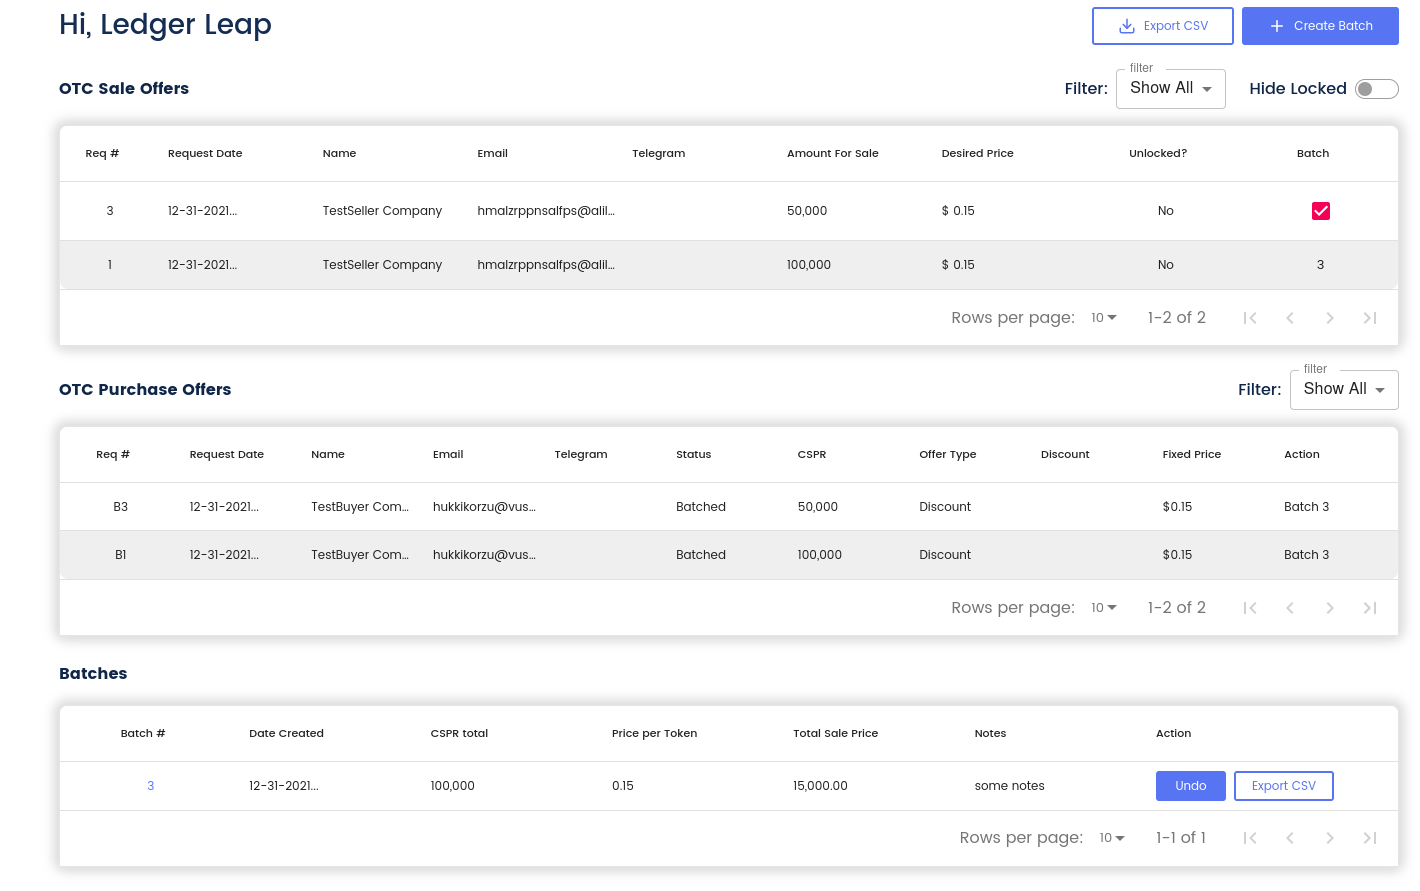 Hi, Ledger Leap
Export CSV
Create Batch
OTC Sale Offers
Filter: filter Show All Hide Locked
Req # Request Date Name Email Telegram Amount For Sale Desired Price Unlocked? Batch
3 12-31-2021... TestSeller Company hmalzrppnsalfps@alil... 50,000 $ 0.15 No
1 12-31-2021... TestSeller Company hmalzrppnsalfps@alil... 100,000 $ 0.15 No 3
Rows per page: 10 1-2 of 2
OTC Purchase Offers
Filter: filter Show All
Req # Request Date Name Email Telegram Status CSPR Offer Type Discount Fixed Price Action
B3 12-31-2021... TestBuyer Com... hukkikorzu@vus... Batched 50,000 Discount $0.15 Batch 3
B1 12-31-2021... TestBuyer Com... hukkikorzu@vus... Batched 100,000 Discount $0.15 Batch 3
Rows per page: 10 1-2 of 2
Batches
Batch # Date Created CSPR total Price per Token Total Sale Price Notes Action
3 12-31-2021... 100,000 0.15 15,000.00 some notes Undo Export CSV
Rows per page: 10 1-1 of 1